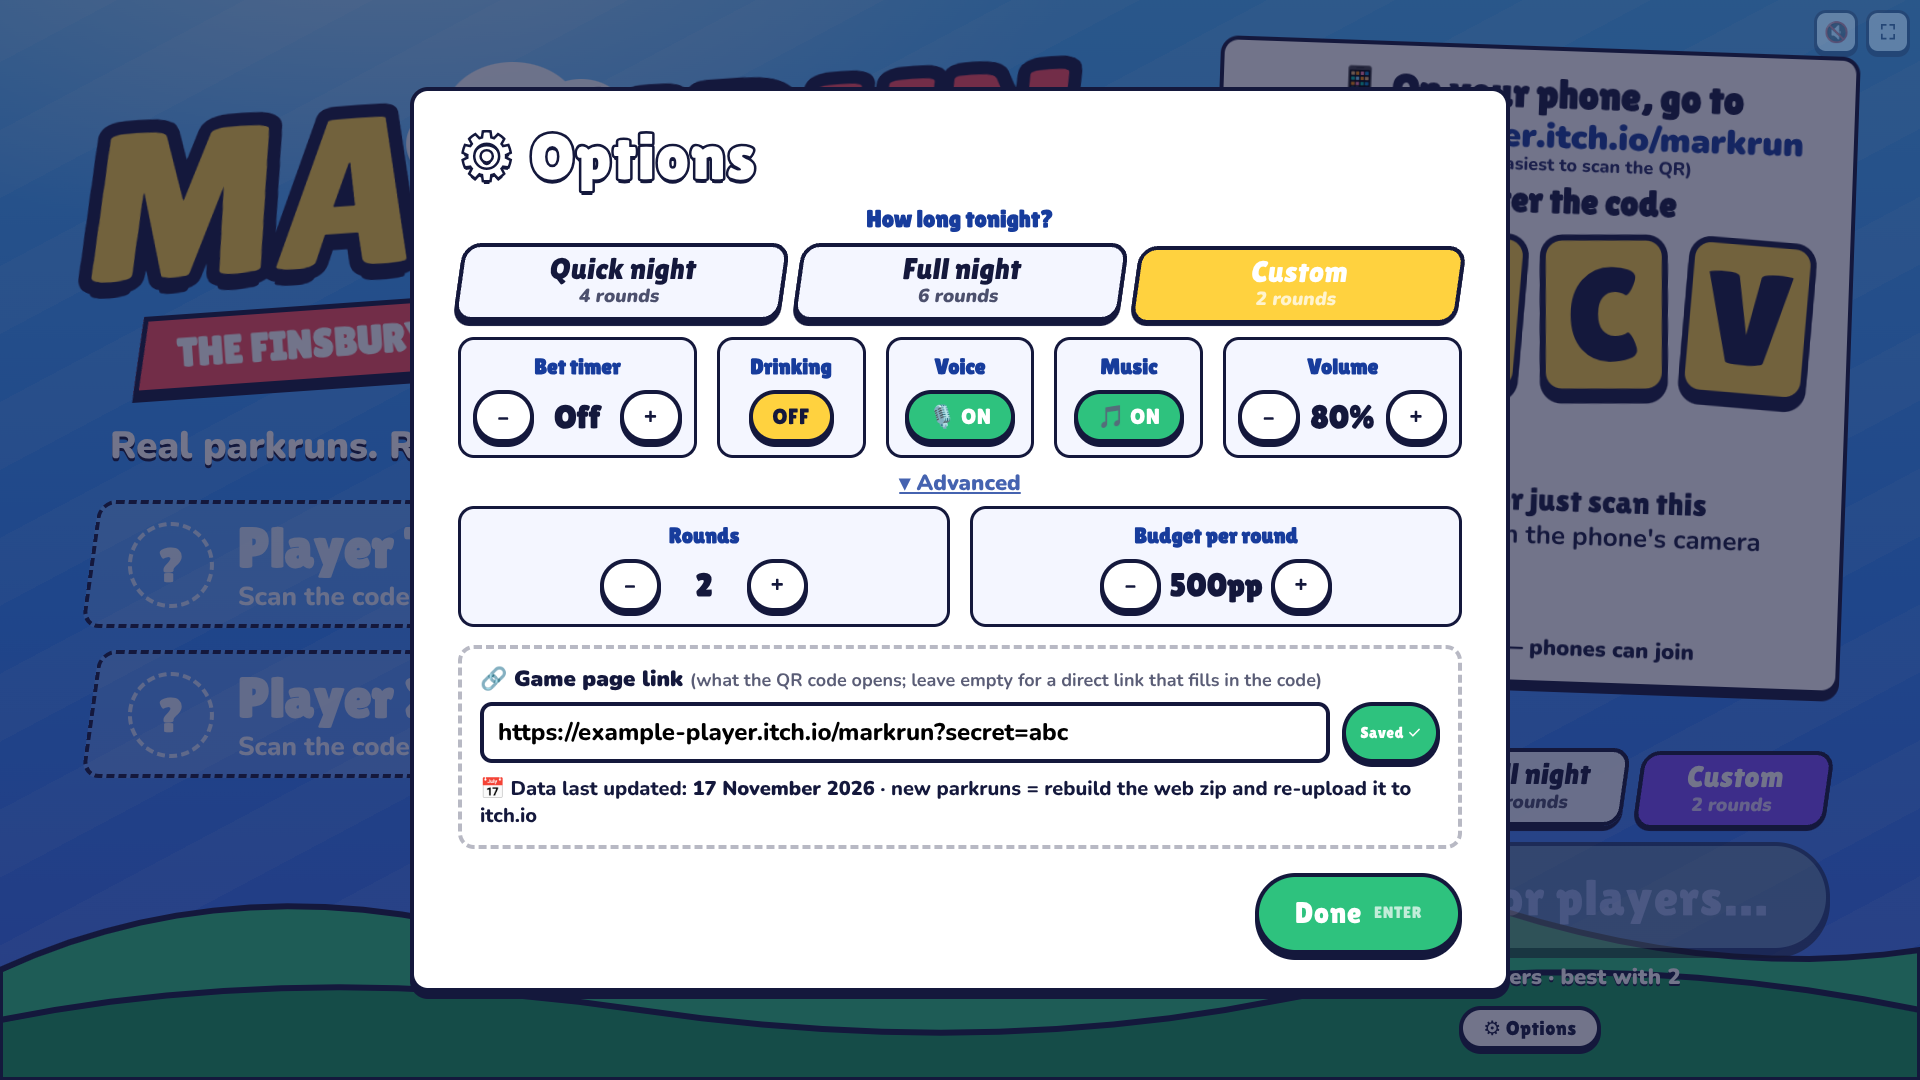 MA
THE FINSBURY
Real parkruns. R
?
Player
Scan the code
?
Player
Scan the code
On your phone, go to
er.itch.io/markrun
asiest to scan the QR)
er the code
C
V
r just scan this
n the phone's camera
— phones can join
⚙ Options
How long tonight?
Quick night
4 rounds
Full night
6 rounds
Custom
2 rounds
Bet timer
– Off +
Drinking
OFF
Voice
🎙️ ON
Music
🎵 ON
Volume
– 80% +
▾ Advanced
Rounds
– 2 +
Budget per round
– 500pp +
🔗 Game page link (what the QR code opens; leave empty for a direct link that fills in the code)
https://example-player.itch.io/markrun?secret=abc
Saved ✓
📅 Data last updated: 17 November 2026 · new parkruns = rebuild the web zip and re-upload it to
itch.io
Done ENTER
l night
rounds
Custom
2 rounds
or players...
ers · best with 2
⚙ Options